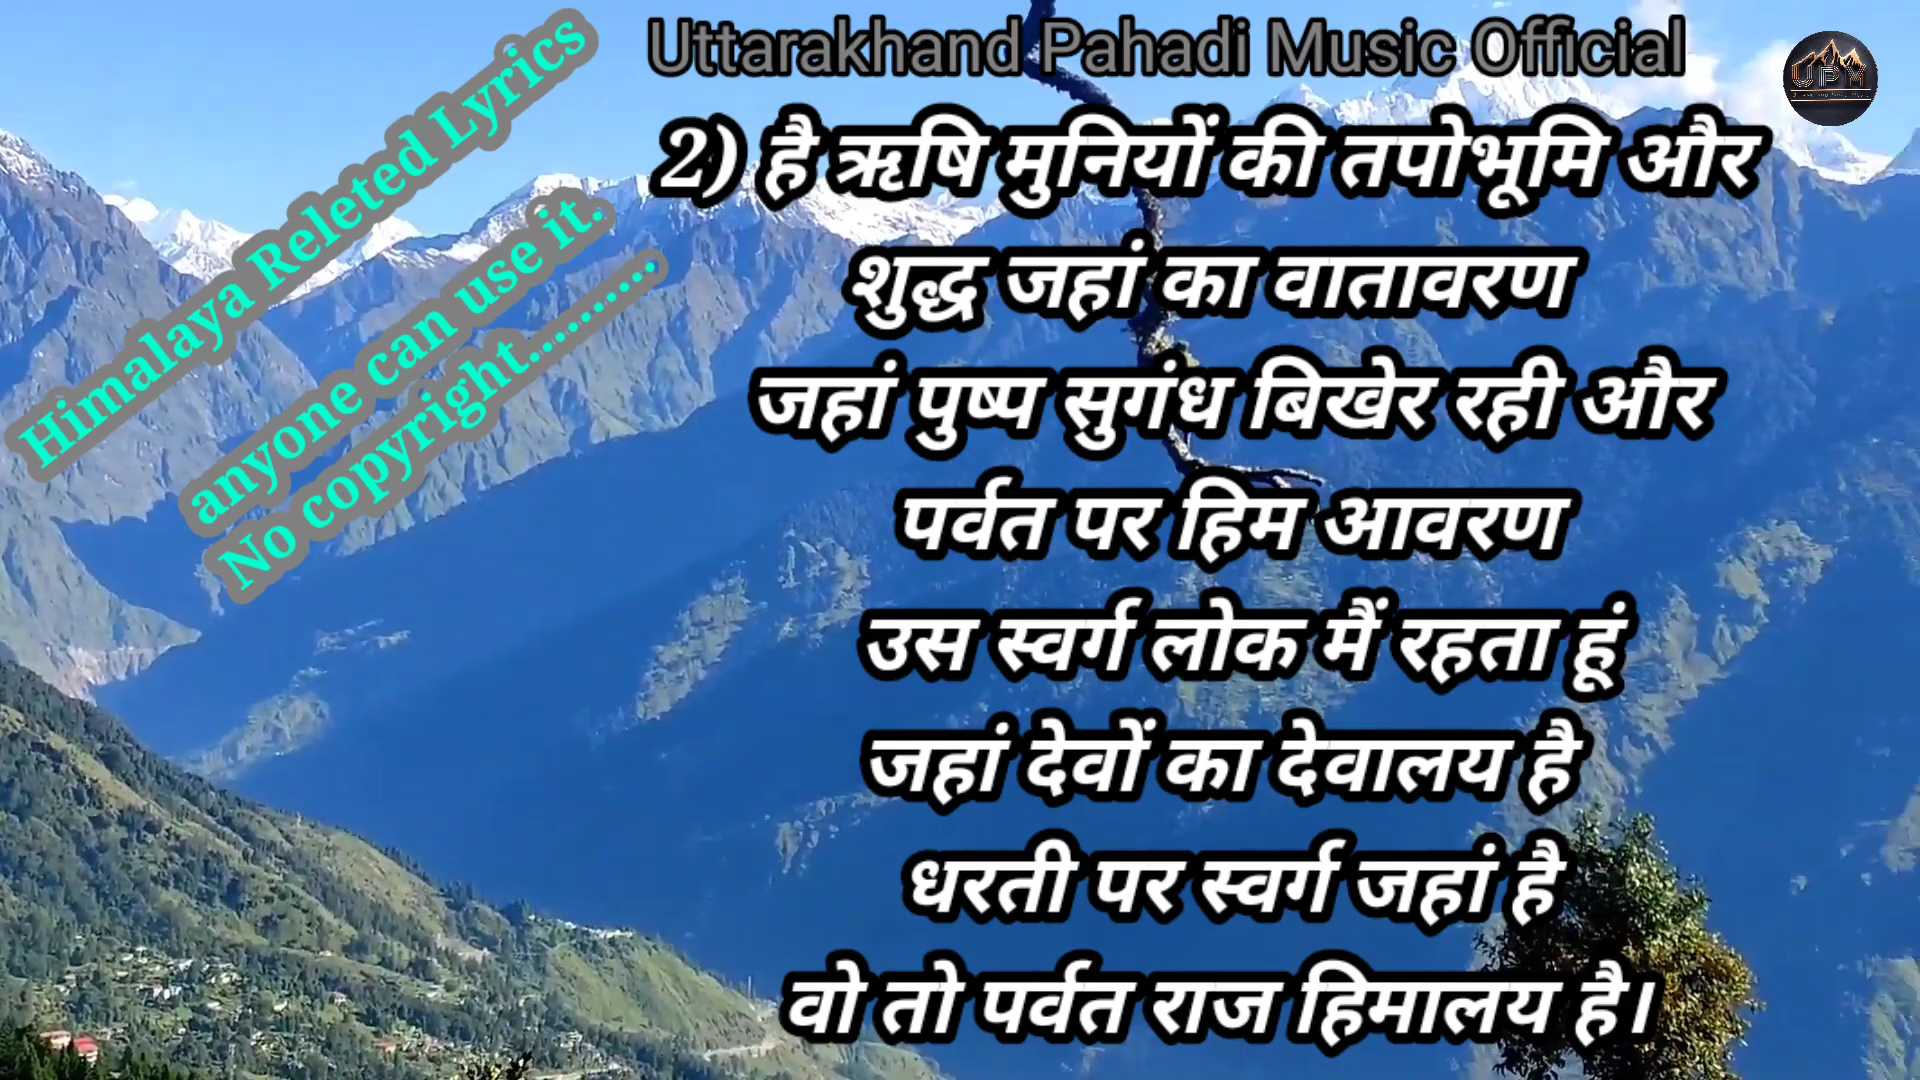 Uttarakhand Pahadi Music Official
UPM
Himalaya Releted Lyrics
anyone can use it.
No copyright.........
2) है ऋषि मुनियों की तपोभूमि और
शुद्ध जहां का वातावरण
जहां पुष्प सुगंध बिखेर रही और
पर्वत पर हिम आवरण
उस स्वर्ग लोक मैं रहता हूं
जहां देवों का देवालय है
धरती पर स्वर्ग जहां है
वो तो पर्वत राज हिमालय है।